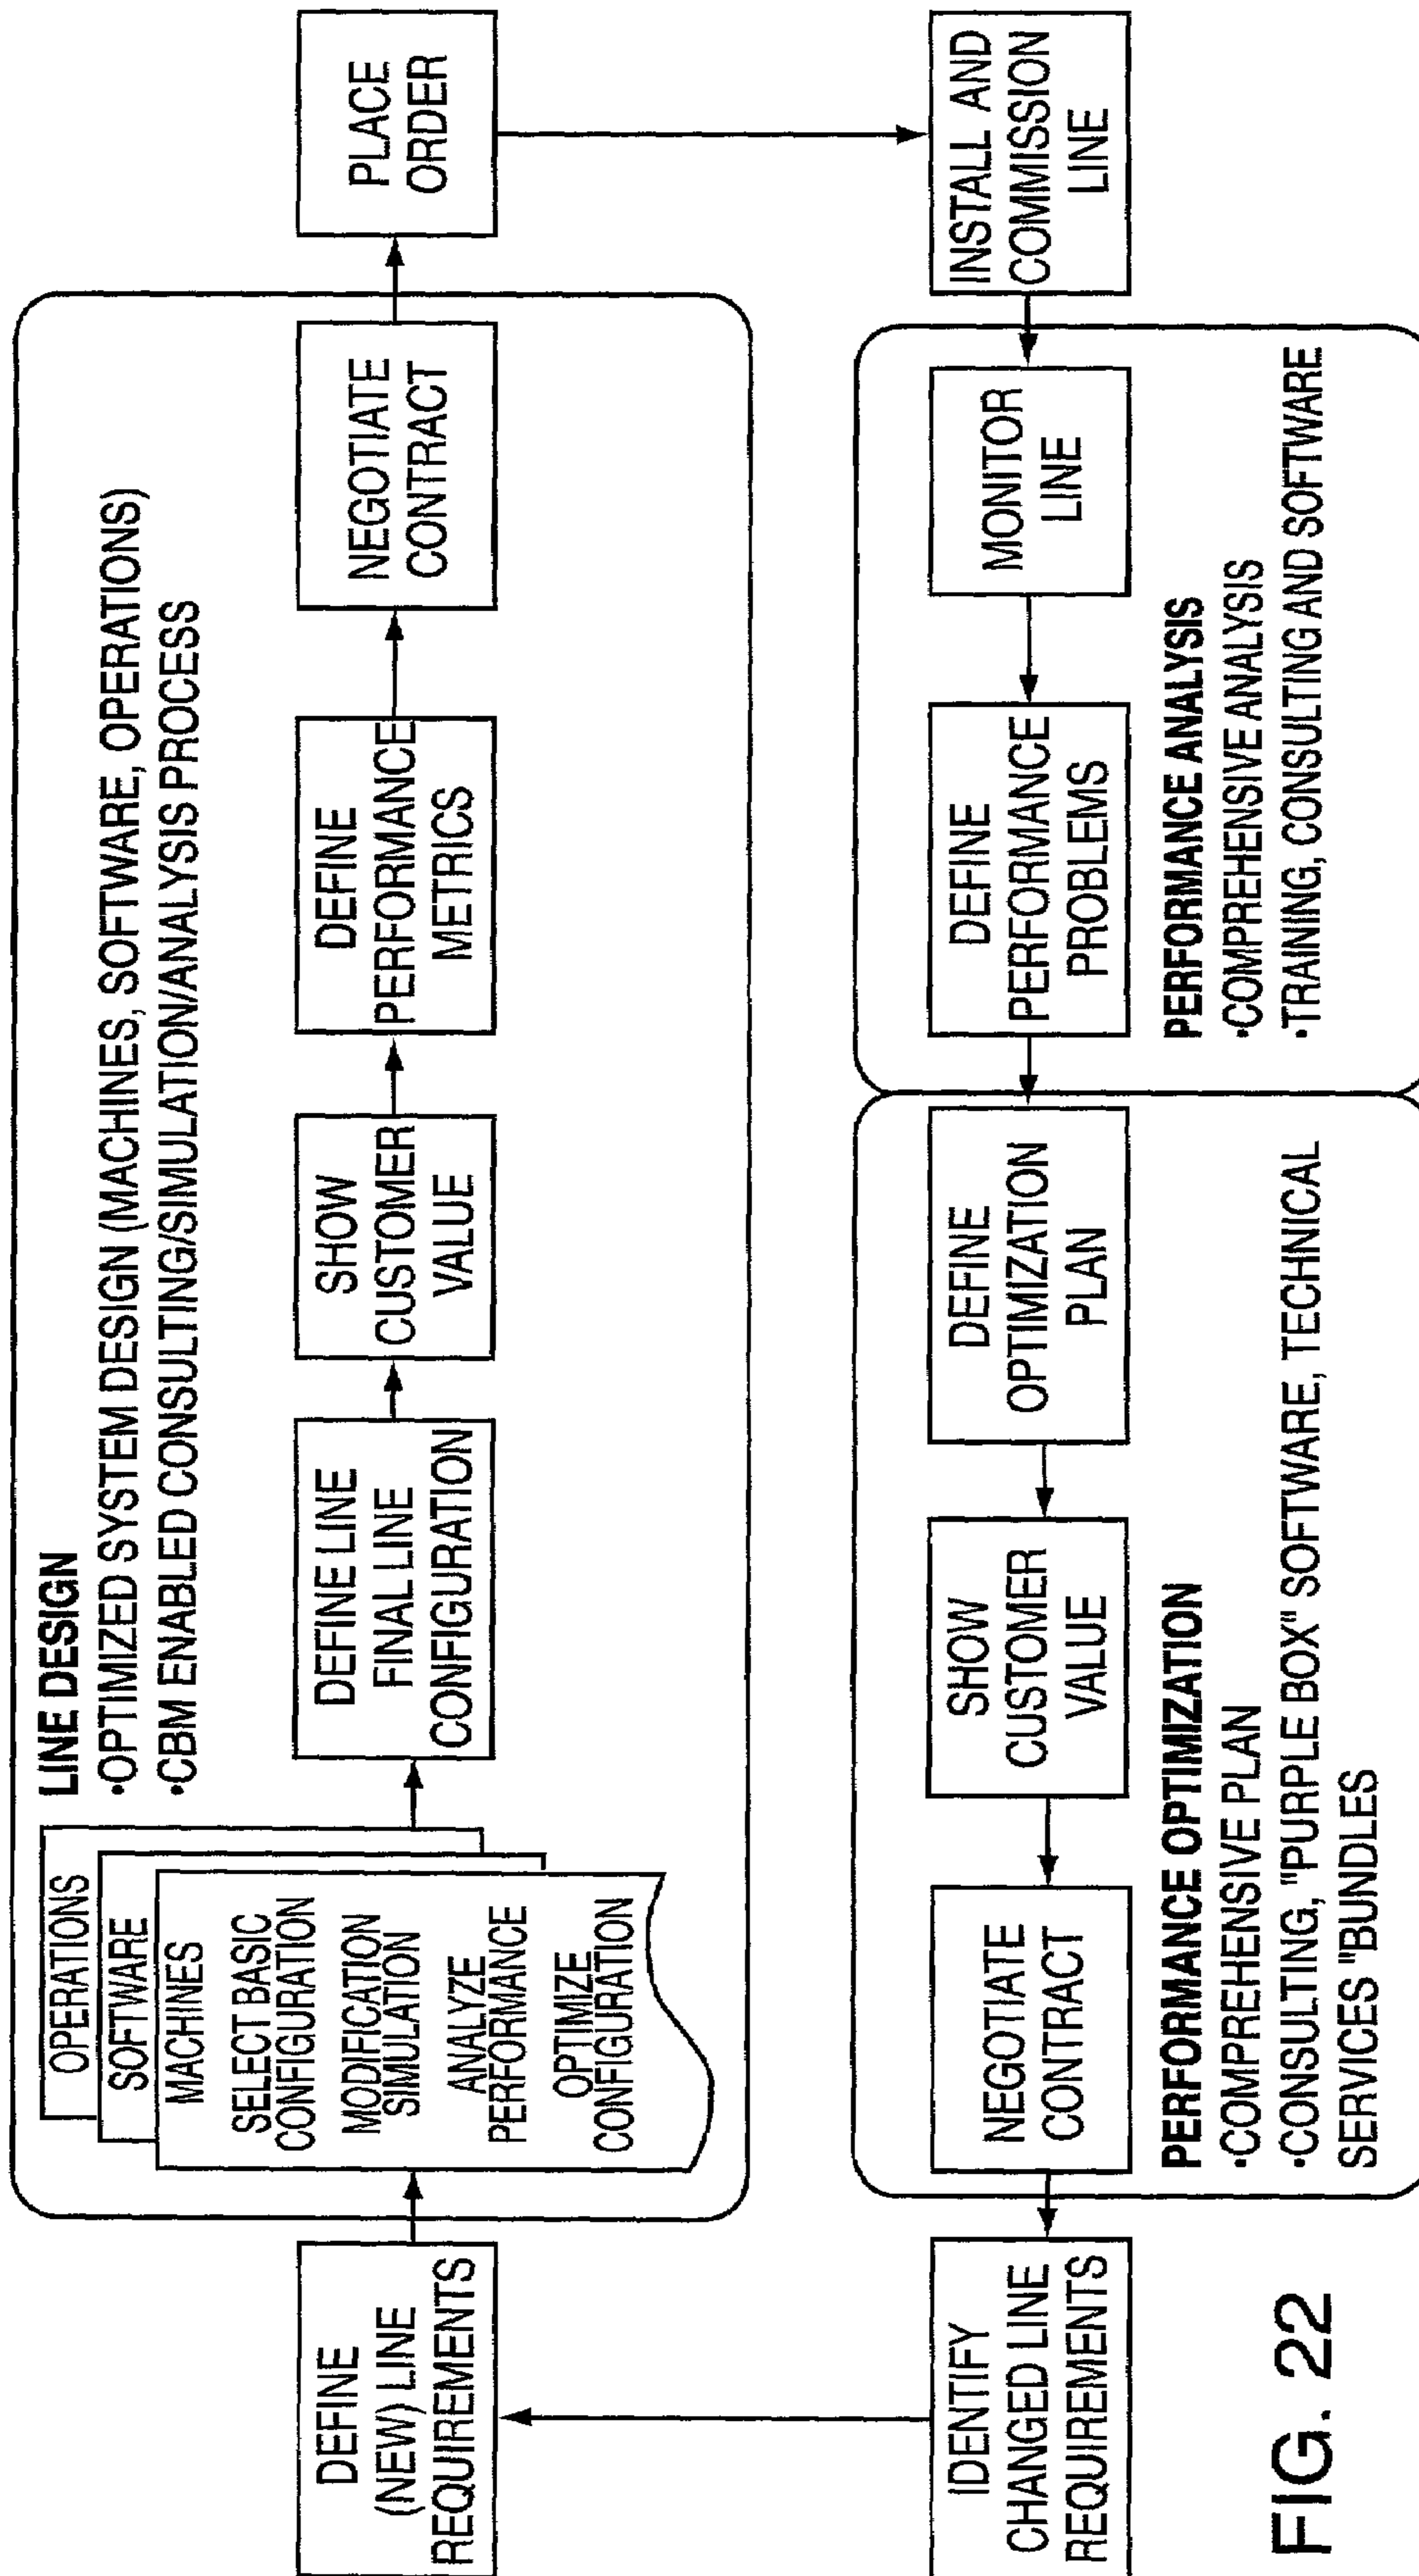 LINE DESIGN
•OPTIMIZED SYSTEM DESIGN (MACHINES, SOFTWARE, OPERATIONS)
•CBM ENABLED CONSULTING/SIMULATION/ANALYSIS PROCESS
DEFINE
(NEW) LINE
REQUIREMENTS
OPERATIONS
SOFTWARE
MACHINES
SELECT BASIC
CONFIGURATION
MODIFICATION
SIMULATION
ANALYZE
PERFORMANCE
OPTIMIZE
CONFIGURATION
DEFINE LINE
FINAL LINE
CONFIGURATION
SHOW
CUSTOMER
VALUE
DEFINE
PERFORMANCE
METRICS
NEGOTIATE
CONTRACT
PLACE
ORDER
INSTALL AND
COMMISSION
LINE
MONITOR
LINE
DEFINE
PERFORMANCE
PROBLEMS
PERFORMANCE ANALYSIS
•COMPREHENSIVE ANALYSIS
•TRAINING, CONSULTING AND SOFTWARE
DEFINE
OPTIMIZATION
PLAN
SHOW
CUSTOMER
VALUE
NEGOTIATE
CONTRACT
PERFORMANCE OPTIMIZATION
•COMPREHENSIVE PLAN
•CONSULTING, "PURPLE BOX" SOFTWARE, TECHNICAL
SERVICES "BUNDLES
IDENTIFY
CHANGED LINE
REQUIREMENTS
FIG. 22